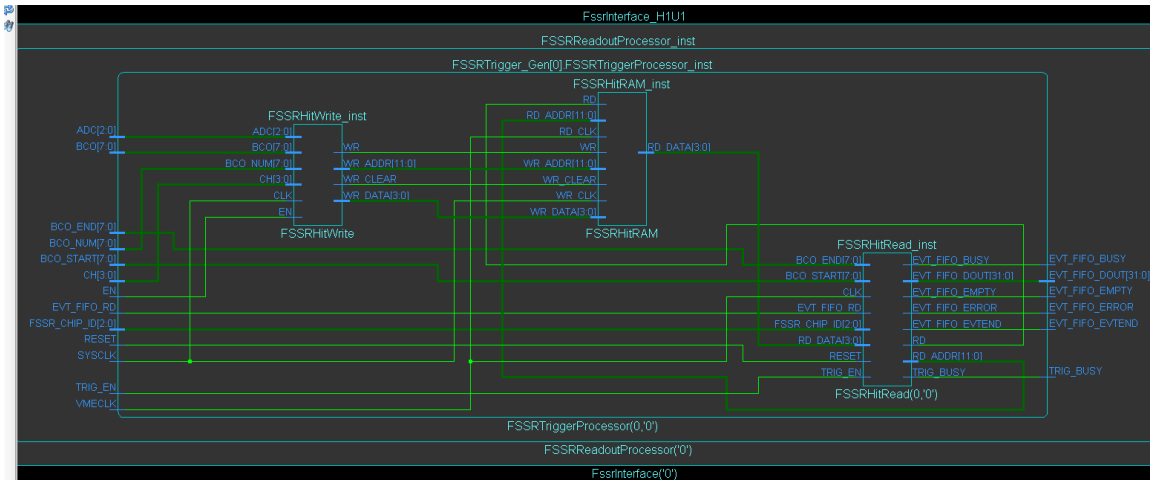 FssrInterface_H1U1
FSSRReadoutProcessor_inst
FSSRTrigger_Gen[0].FSSRTriggerProcessor_inst
FSSRHitRAM_inst
RD
RD_ADDR[11:0]
RD_CLK
WR
WR_ADDR[11:0]
WR_CLEAR
WR_CLK
WR_DATA[3:0]
RD_DATA[3:0]
FSSRHitRAM
FSSRHitWrite_inst
ADC[2:0]
BCO[7:0]
BCO_NUM[7:0]
CH[3:0]
CLK
EN
WR
WR_ADDR[11:0]
WR_CLEAR
WR_DATA[3:0]
FSSRHitWrite
ADC[2:0]
BCO[7:0]
BCO_END[7:0]
BCO_NUM[7:0]
BCO_START[7:0]
CH[3:0]
EN
EVT_FIFO_RD
FSSR_CHIP_ID[2:0]
RESET
SYSCLK
TRIG_EN
VMECLK
FSSRHitRead_inst
BCO_END[7:0]
BCO_START[7:0]
CLK
EVT_FIFO_RD
FSSR_CHIP_ID[2:0]
RD_DATA[3:0]
RESET
TRIG_EN
EVT_FIFO_BUSY
EVT_FIFO_DOUT[31:0]
EVT_FIFO_EMPTY
EVT_FIFO_ERROR
EVT_FIFO_EVTEND
RD
RD_ADDR[11:0]
TRIG_BUSY
FSSRHitRead(0,'0')
EVT_FIFO_BUSY
EVT_FIFO_DOUT[31:0]
EVT_FIFO_EMPTY
EVT_FIFO_ERROR
EVT_FIFO_EVTEND
TRIG_BUSY
FSSRTriggerProcessor(0,'0')
FSSRReadoutProcessor('0')
FssrInterface('0')